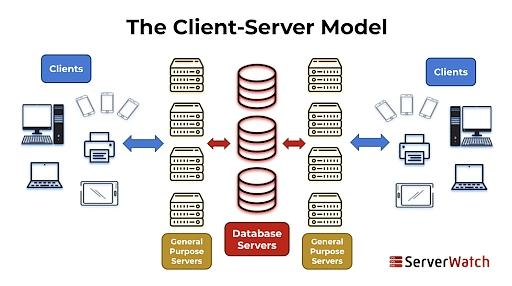 The Client-Server Model
Clients
Clients
General
Purpose
Servers
Database
Servers
General
Purpose
Servers
ServerWatch